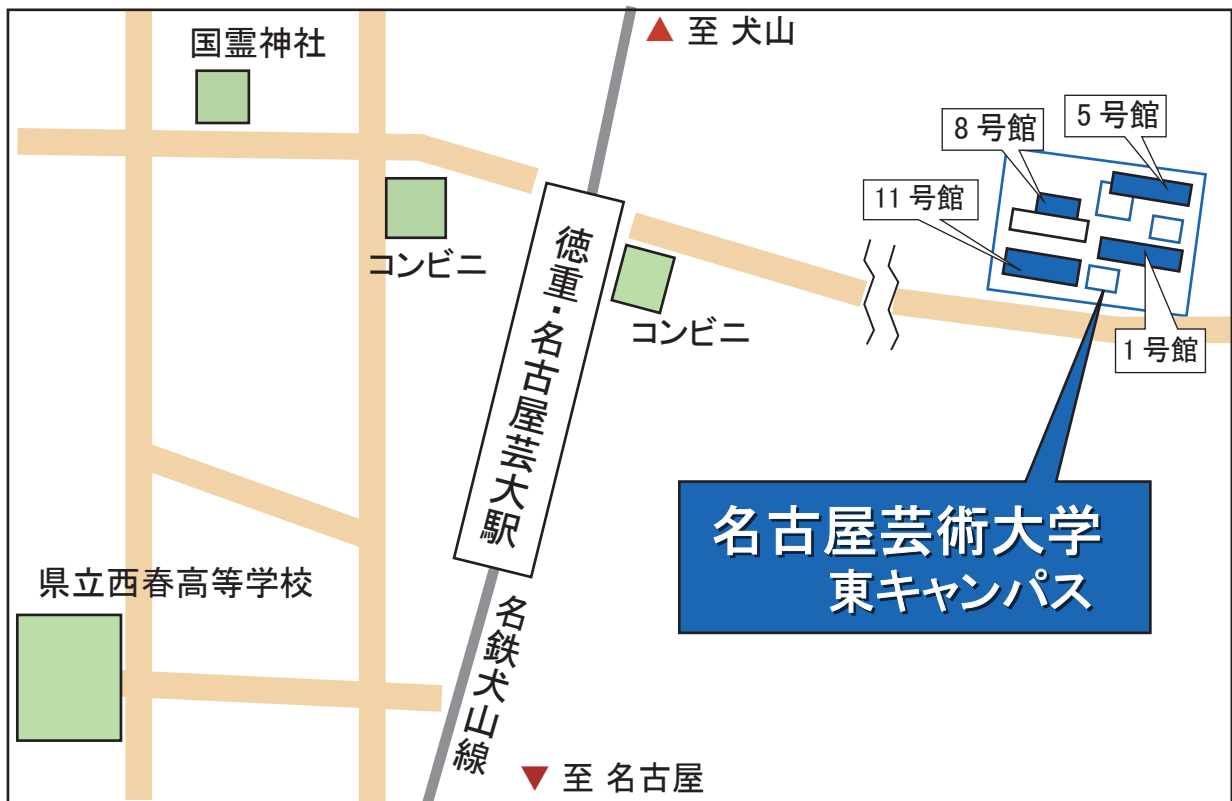 ▲ 至 犬山
国霊神社
5 号館
8 号館
11 号館
コンビニ
コンビニ
1 号館
徳重・名古屋芸大駅
名古屋芸術大学
東キャンパス
県立西春高等学校
名鉄犬山線
▼ 至 名古屋